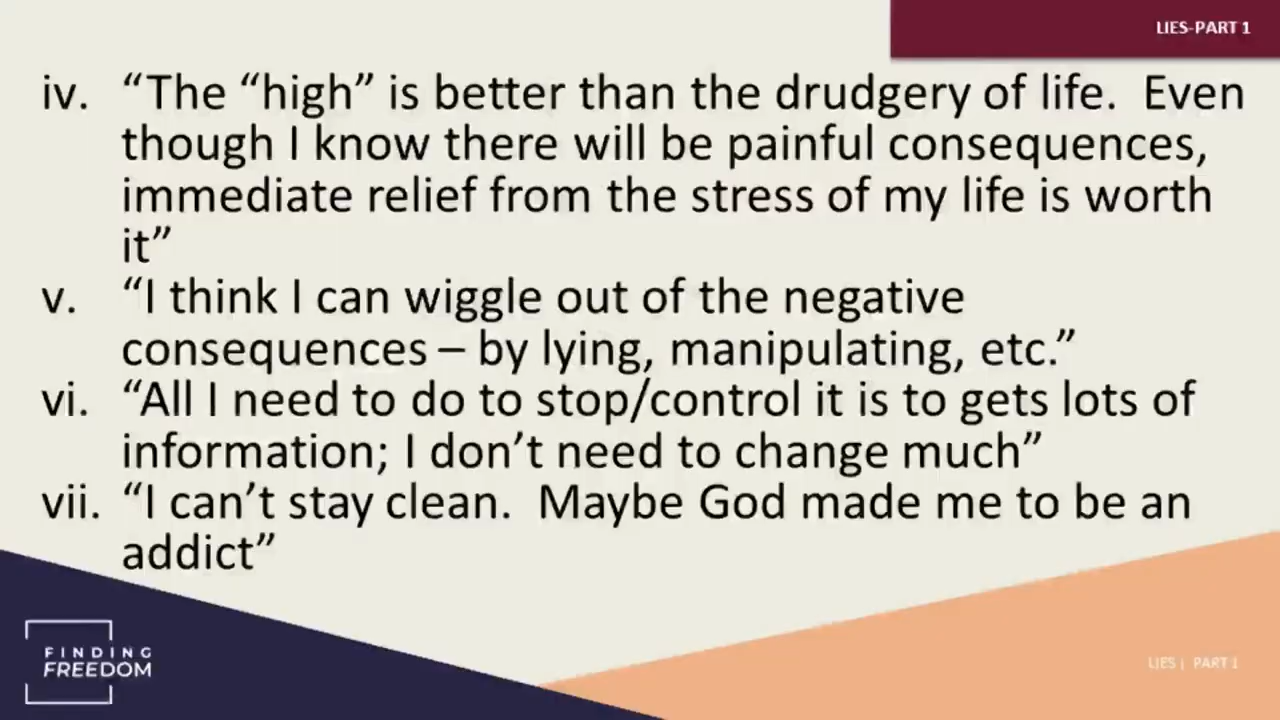 LIES-PART 1
iv. “The “high” is better than the drudgery of life.  Even
though I know there will be painful consequences,
immediate relief from the stress of my life is worth
it”
v. “I think I can wiggle out of the negative
consequences – by lying, manipulating, etc.”
vi. “All I need to do to stop/control it is to gets lots of
information; I don’t need to change much”
vii. “I can’t stay clean.  Maybe God made me to be an
addict”
FINDING
FREEDOM
LIES | PART 1